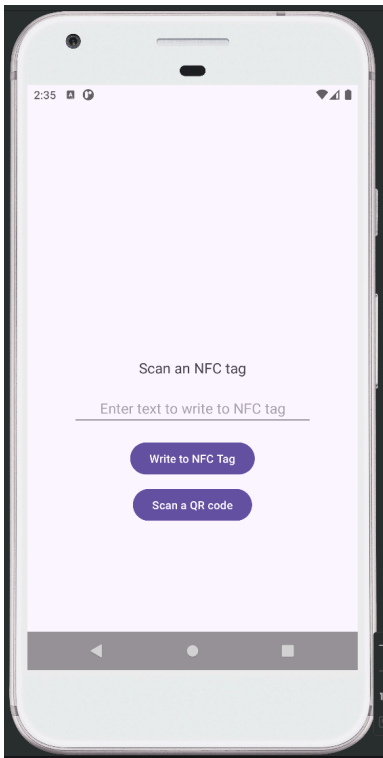 2:35
Scan an NFC tag
Enter text to write to NFC tag
Write to NFC Tag
Scan a QR code